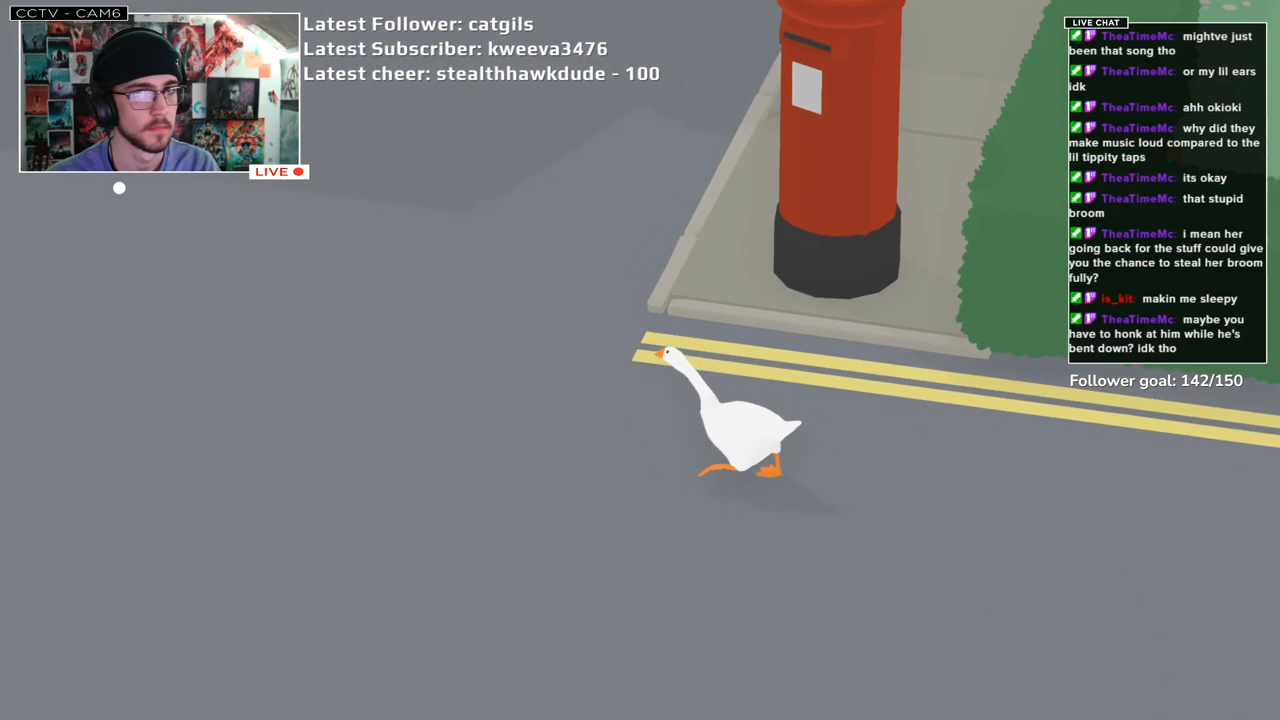 CCTV - CAM6
Latest Follower: catgils
Latest Subscriber: kweeva3476
Latest cheer: stealthhawkdude - 100
LIVE
LIVE CHAT
TheaTimeMc: mightve just
been that song tho
TheaTimeMc: or my lil ears
idk
TheaTimeMc: ahh okioki
TheaTimeMc: why did they
make music loud compared to the
lil tippity taps
TheaTimeMc: its okay
TheaTimeMc: that stupid
broom
TheaTimeMc: i mean her
going back for the stuff could give
you the chance to steal her broom
fully?
is_kit: makin me sleepy
TheaTimeMc: maybe you
have to honk at him while he's
bent down? idk tho
Follower goal: 142/150